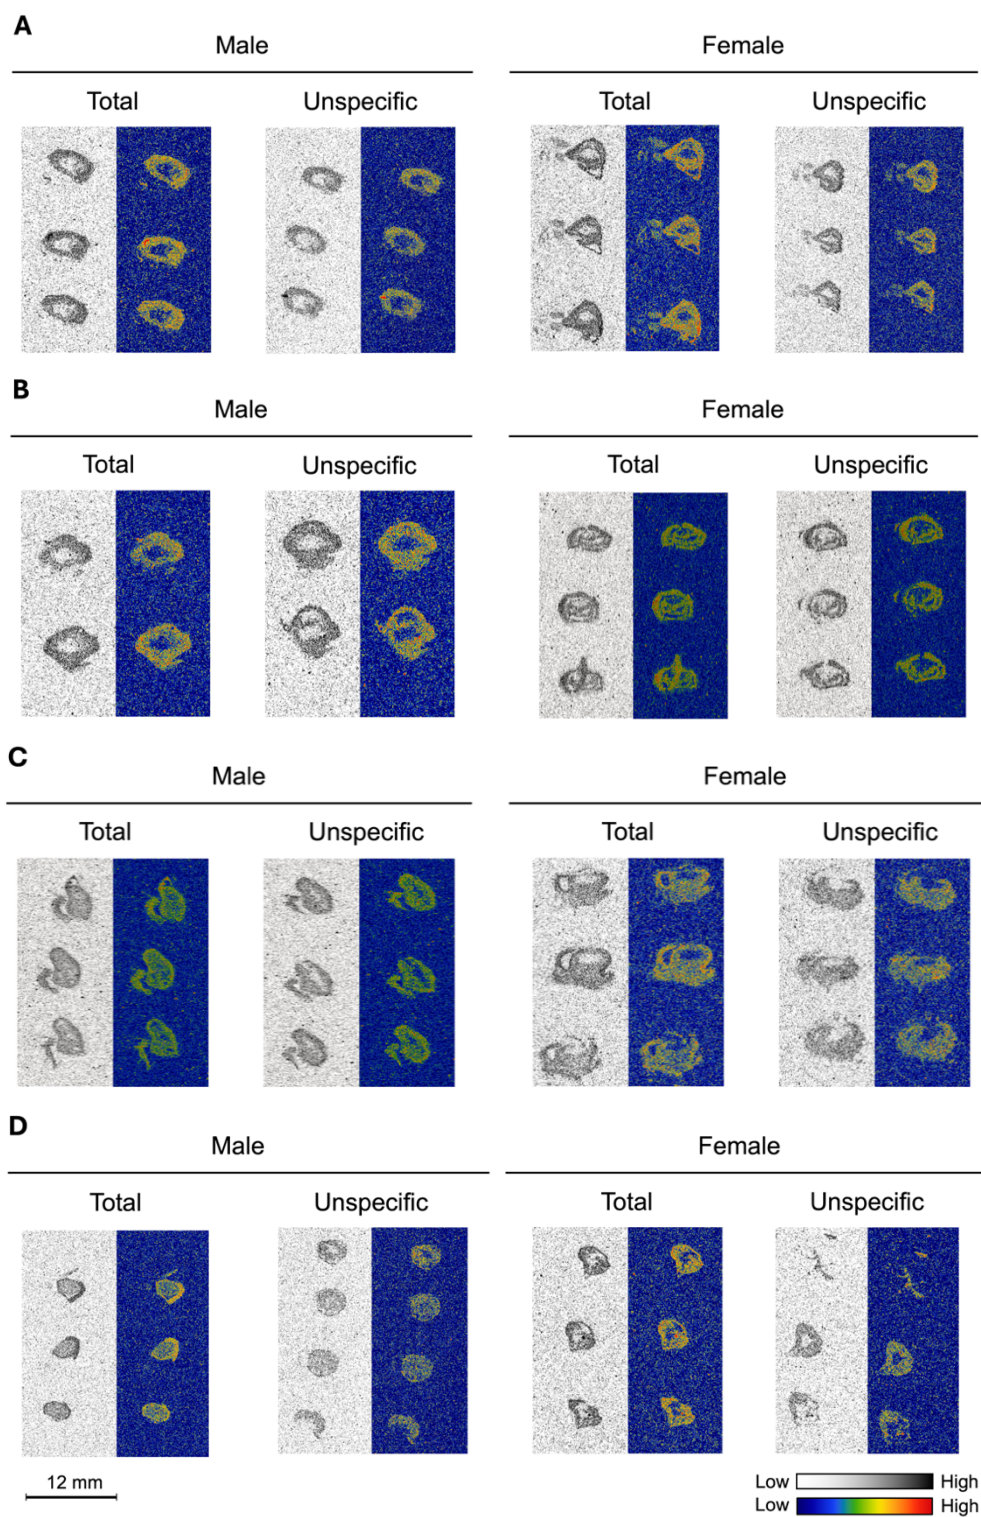 A
Male Female
Total Unspecific Total Unspecific
B
Male Female
Total Unspecific Total Unspecific
C
Male Female
Total Unspecific Total Unspecific
D
Male Female
Total Unspecific Total Unspecific
12 mm
Low High
Low High